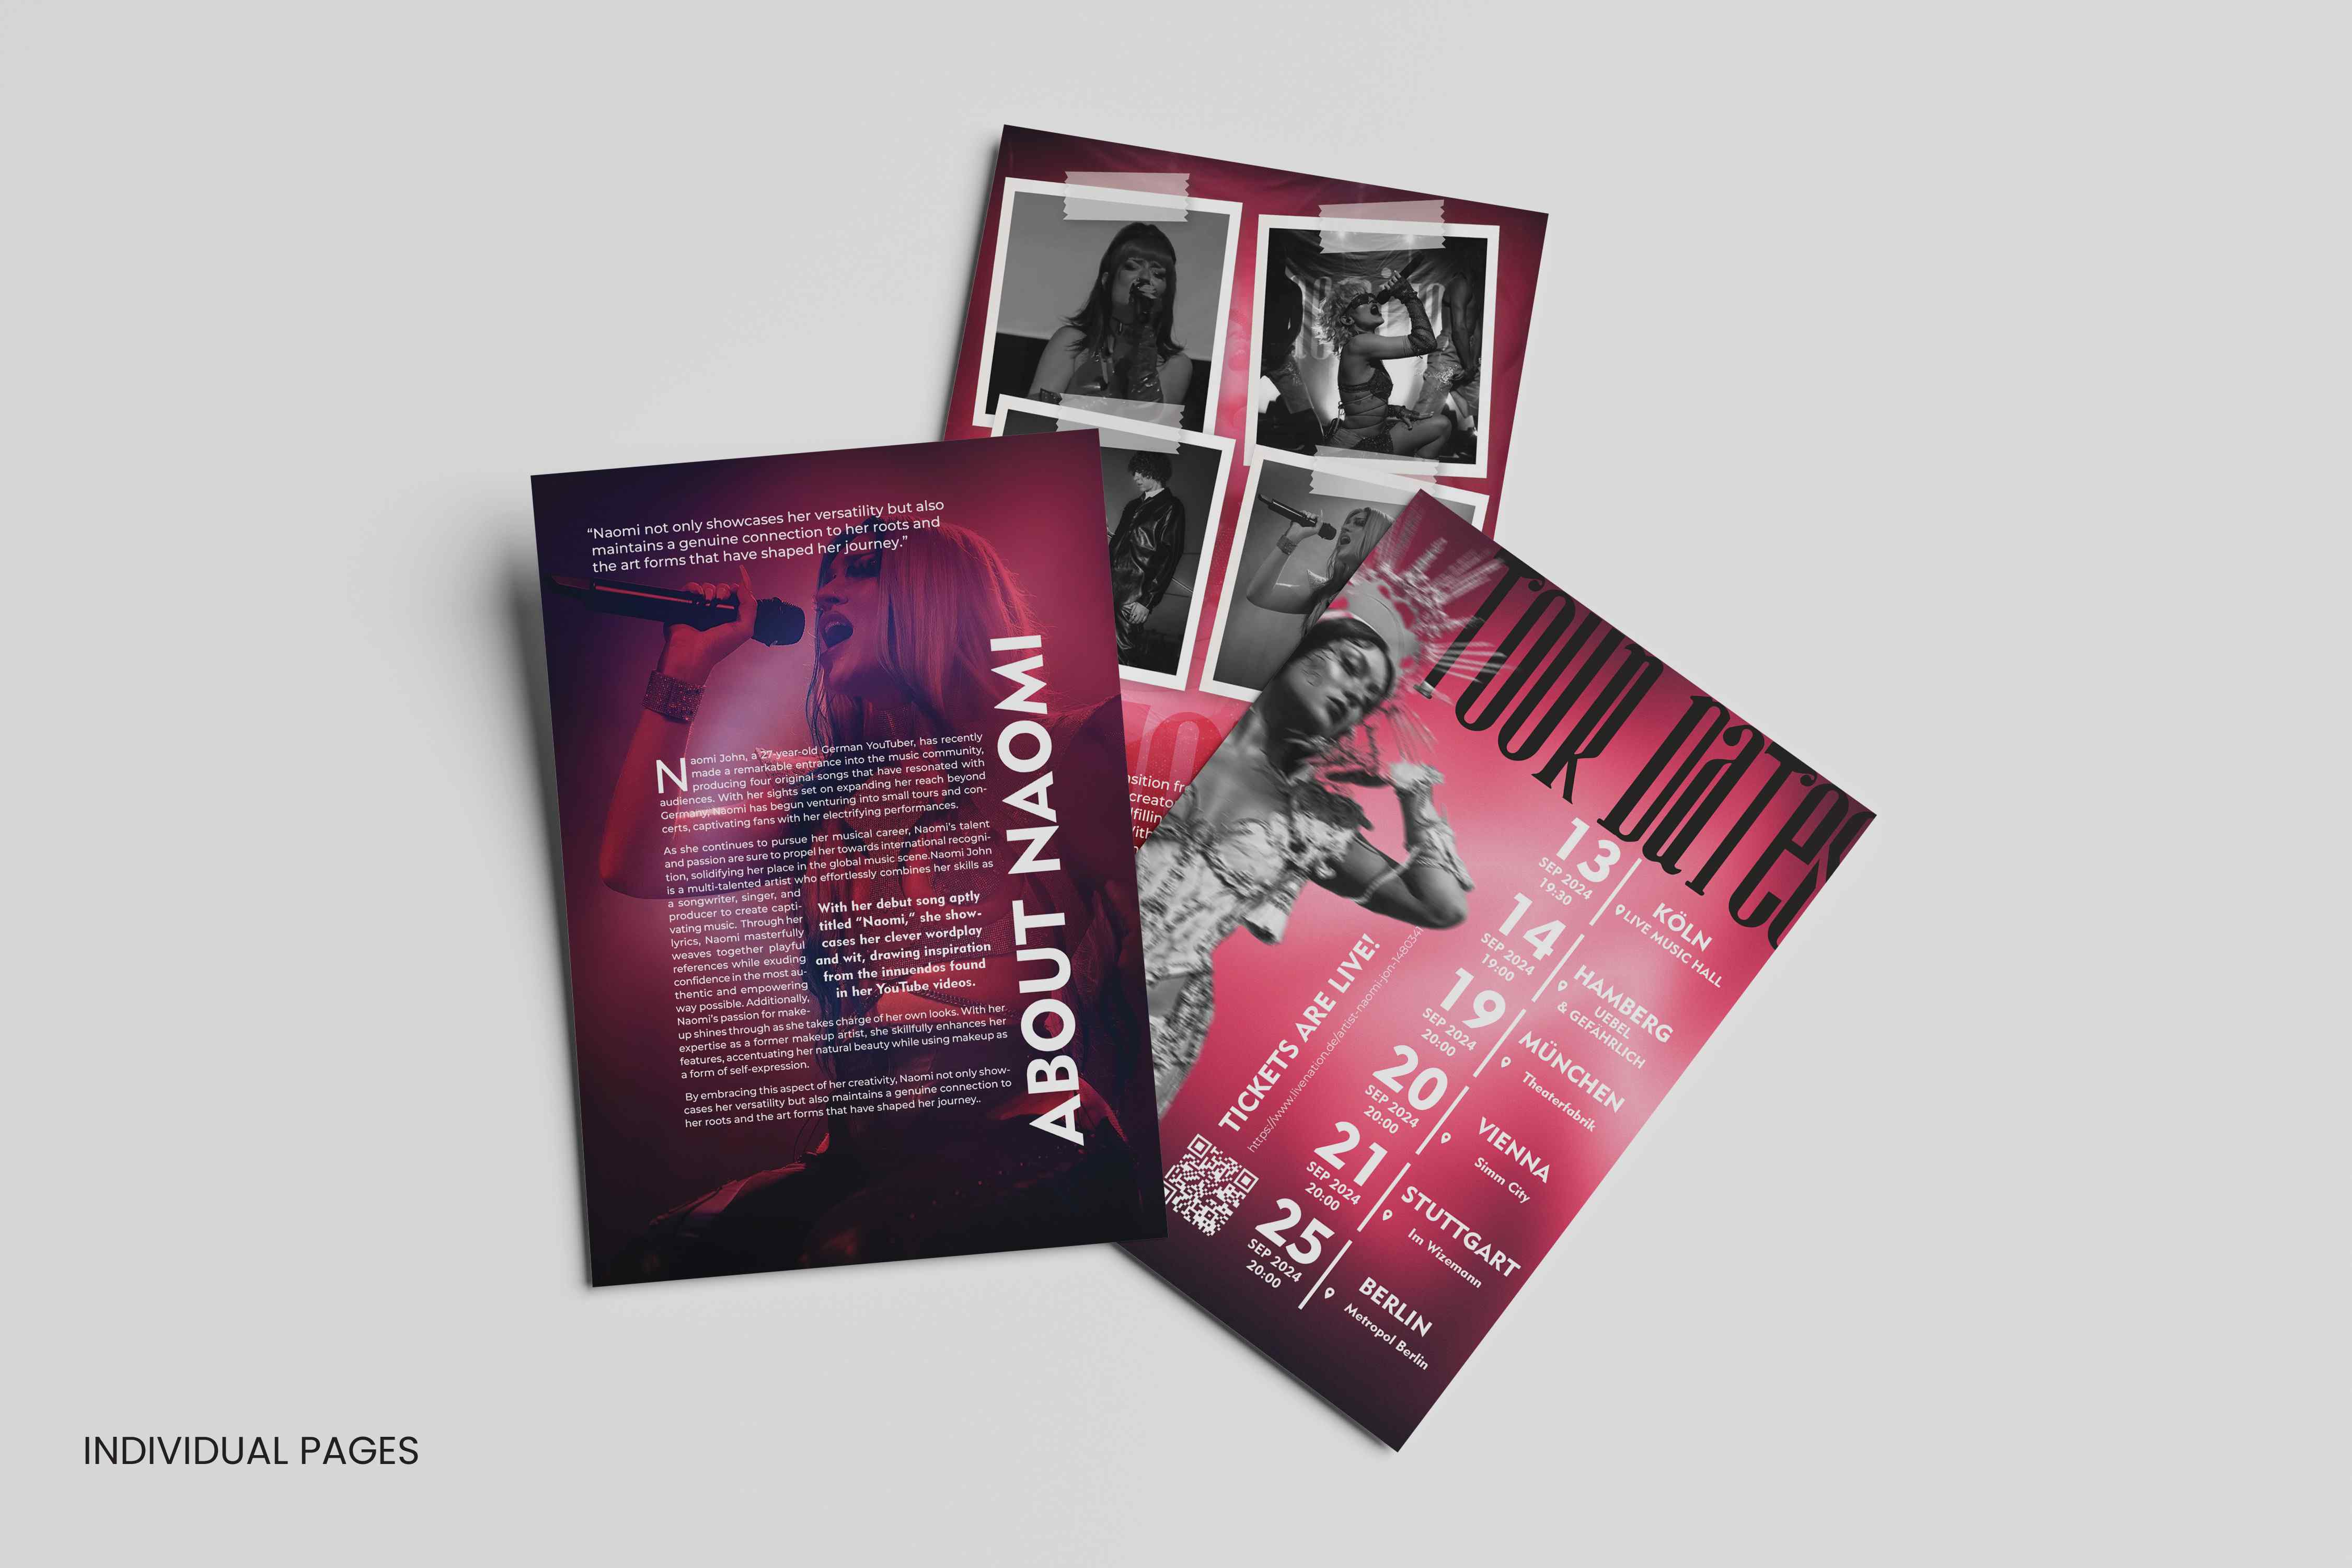 “Naomi not only showcases her versatility but also
maintains a genuine connection to her roots and
the art forms that have shaped her journey.”
Naomi John, a 27-year-old German YouTuber, has recently
made a remarkable entrance into the music community,
producing four original songs that have resonated with
audiences. With her sights set on expanding her reach beyond
Germany, Naomi has begun venturing into small tours and con-
certs, captivating fans with her electrifying performances.
As she continues to pursue her musical career, Naomi’s talent
and passion are sure to propel her towards international recogni-
tion, solidifying her place in the global music scene.Naomi John
is a multi-talented artist who effortlessly combines her skills as
a songwriter, singer, and
producer to create capti-
vating music. Through her
lyrics, Naomi masterfully
weaves together playful
references while exuding
confidence in the most au-
thentic and empowering
way possible. Additionally,
Naomi’s passion for make-
up shines through as she takes charge of her own looks. With her
expertise as a former makeup artist, she skillfully enhances her
features, accentuating her natural beauty while using makeup as
a form of self-expression.
With her debut song aptly
titled “Naomi,” she show-
cases her clever wordplay
and wit, drawing inspiration
from the innuendos found
in her YouTube videos.
By embracing this aspect of her creativity, Naomi not only show-
cases her versatility but also maintains a genuine connection to
her roots and the art forms that have shaped her journey..
ABOUT NAOMI
TOUR DATES
13
SEP 2024
19:30
KÖLN
LIVE MUSIC HALL
14
SEP 2024
19:00
HAMBERG
UEBEL
& GEFÄHRLICH
19
SEP 2024
20:00
MÜNCHEN
Theaterfabrik
20
SEP 2024
20:00
VIENNA
Simm City
21
SEP 2024
20:00
STUTTGART
Im Wizemann
25
SEP 2024
20:00
BERLIN
Metropol Berlin
TICKETS ARE LIVE!
https://www.livenation.de/artist-naomi-jon-148034
INDIVIDUAL PAGES